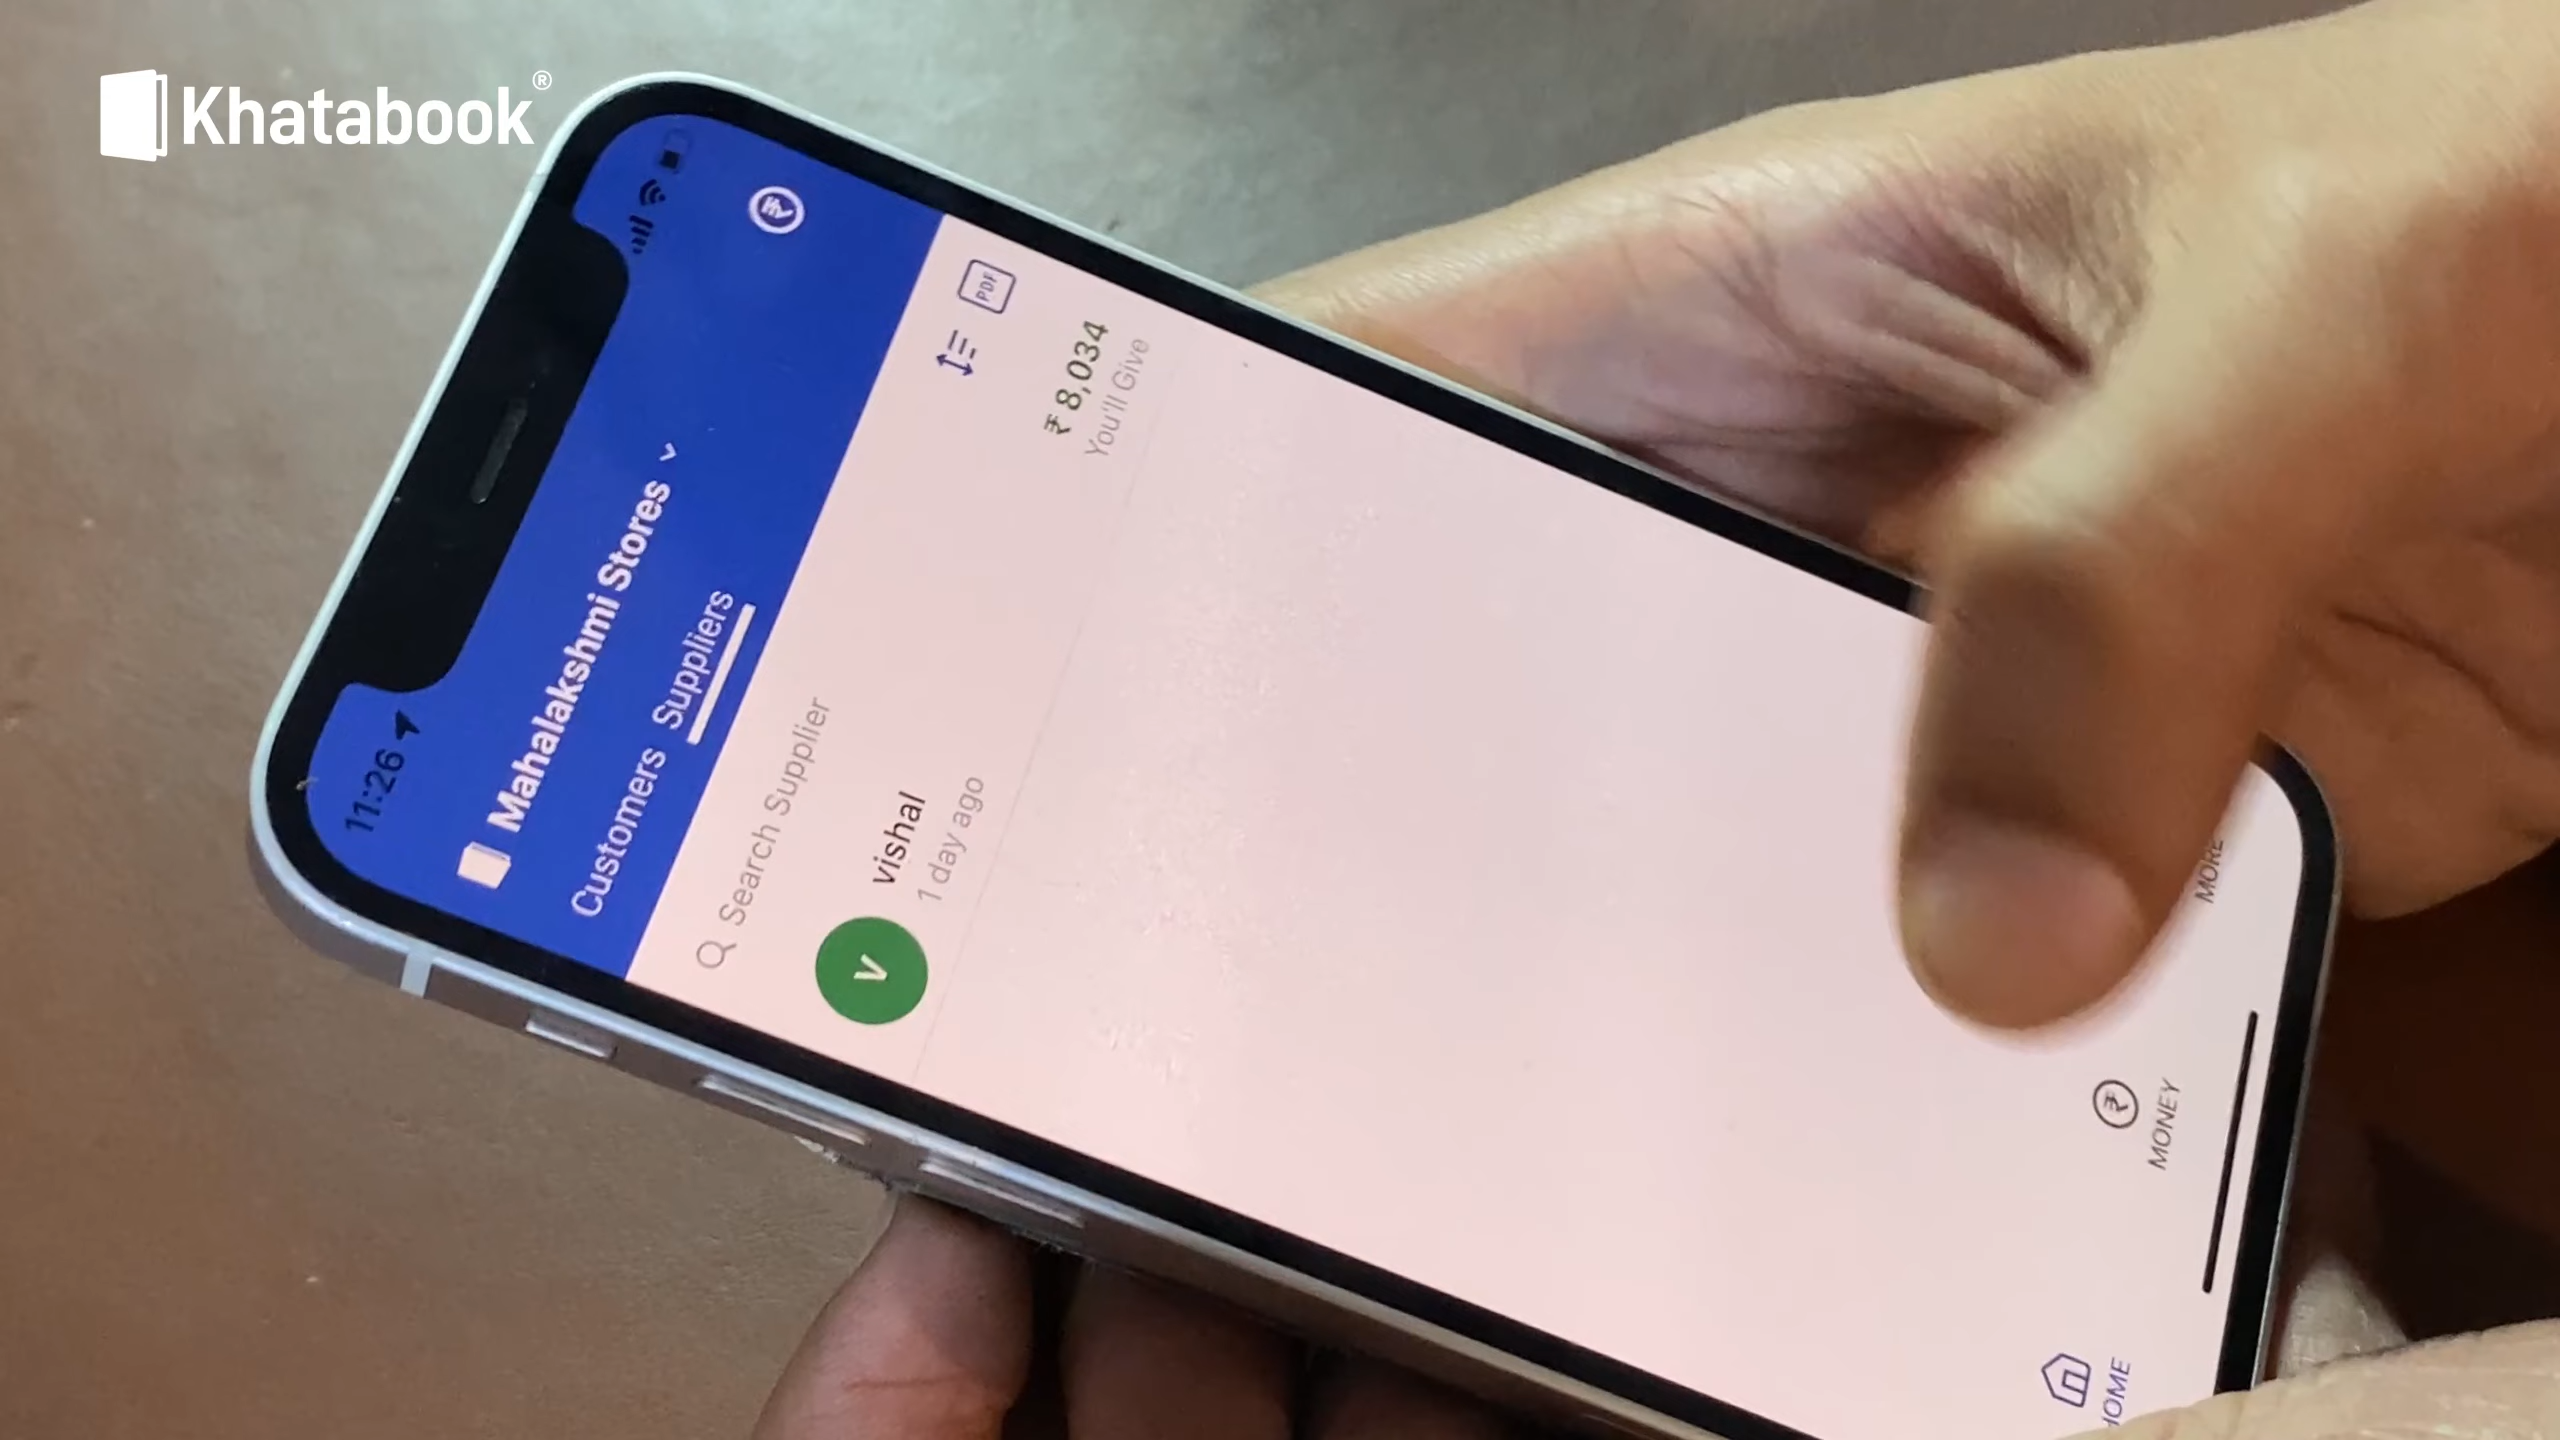 Khatabook®
11:26
Mahalakshmi Stores
Customers Suppliers
Search Supplier
PDF
V
vishal
₹ 8,034
1 day ago
You'll Give
HOME
MONEY
MORE